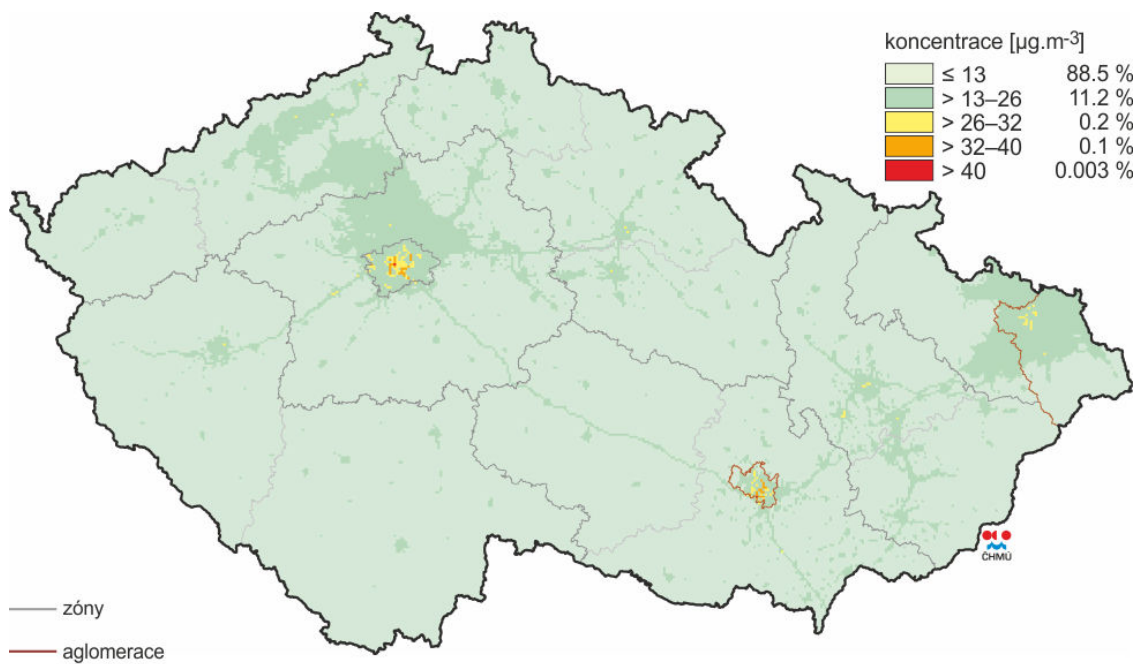 koncentrace [µg.m-3]
≤ 13 88.5 %
> 13–26 11.2 %
> 26–32 0.2 %
> 32–40 0.1 %
> 40 0.003 %
ČHMÚ
zóny
aglomerace